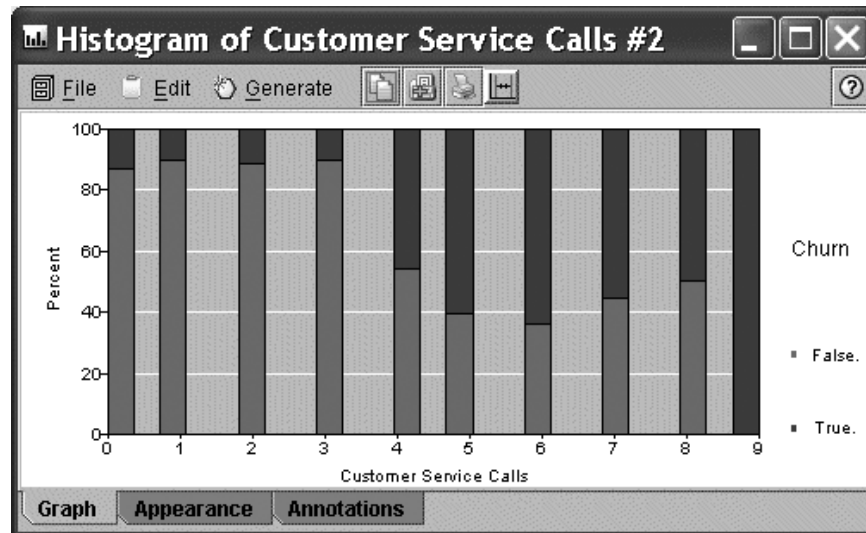 Histogram of Customer Service Calls #2
File Edit Generate
100
80
60
40
20
0
Percent
0 1 2 3 4 5 6 7 8 9
Customer Service Calls
Churn
False.
True.
Graph Appearance Annotations